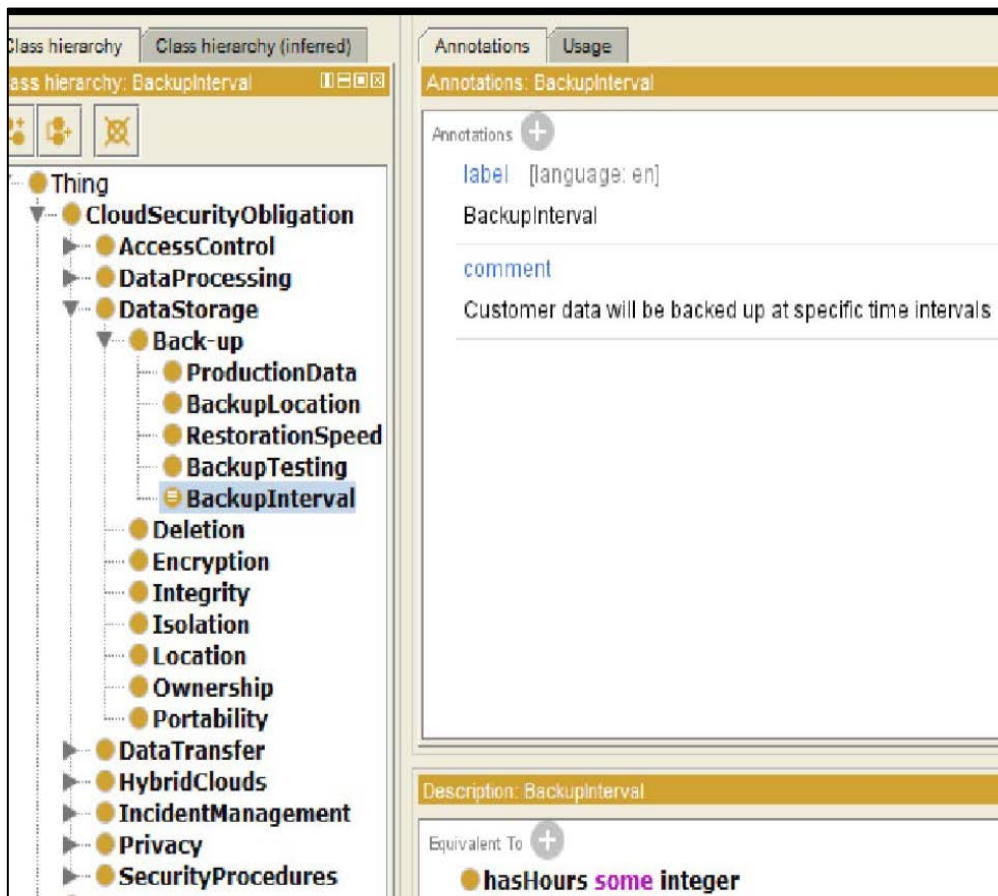 Class hierarchy
Class hierarchy (inferred)
ass hierarchy: BackupInterval
Thing
CloudSecurityObligation
AccessControl
DataProcessing
DataStorage
Back-up
ProductionData
BackupLocation
RestorationSpeed
BackupTesting
BackupInterval
Deletion
Encryption
Integrity
Isolation
Location
Ownership
Portability
DataTransfer
HybridClouds
IncidentManagement
Privacy
SecurityProcedures
Annotations
Usage
Annotations: BackupInterval
Annotations
label [language: en]
BackupInterval
comment
Customer data will be backed up at specific time intervals
Description: BackupInterval
Equivalent To
hasHours some integer